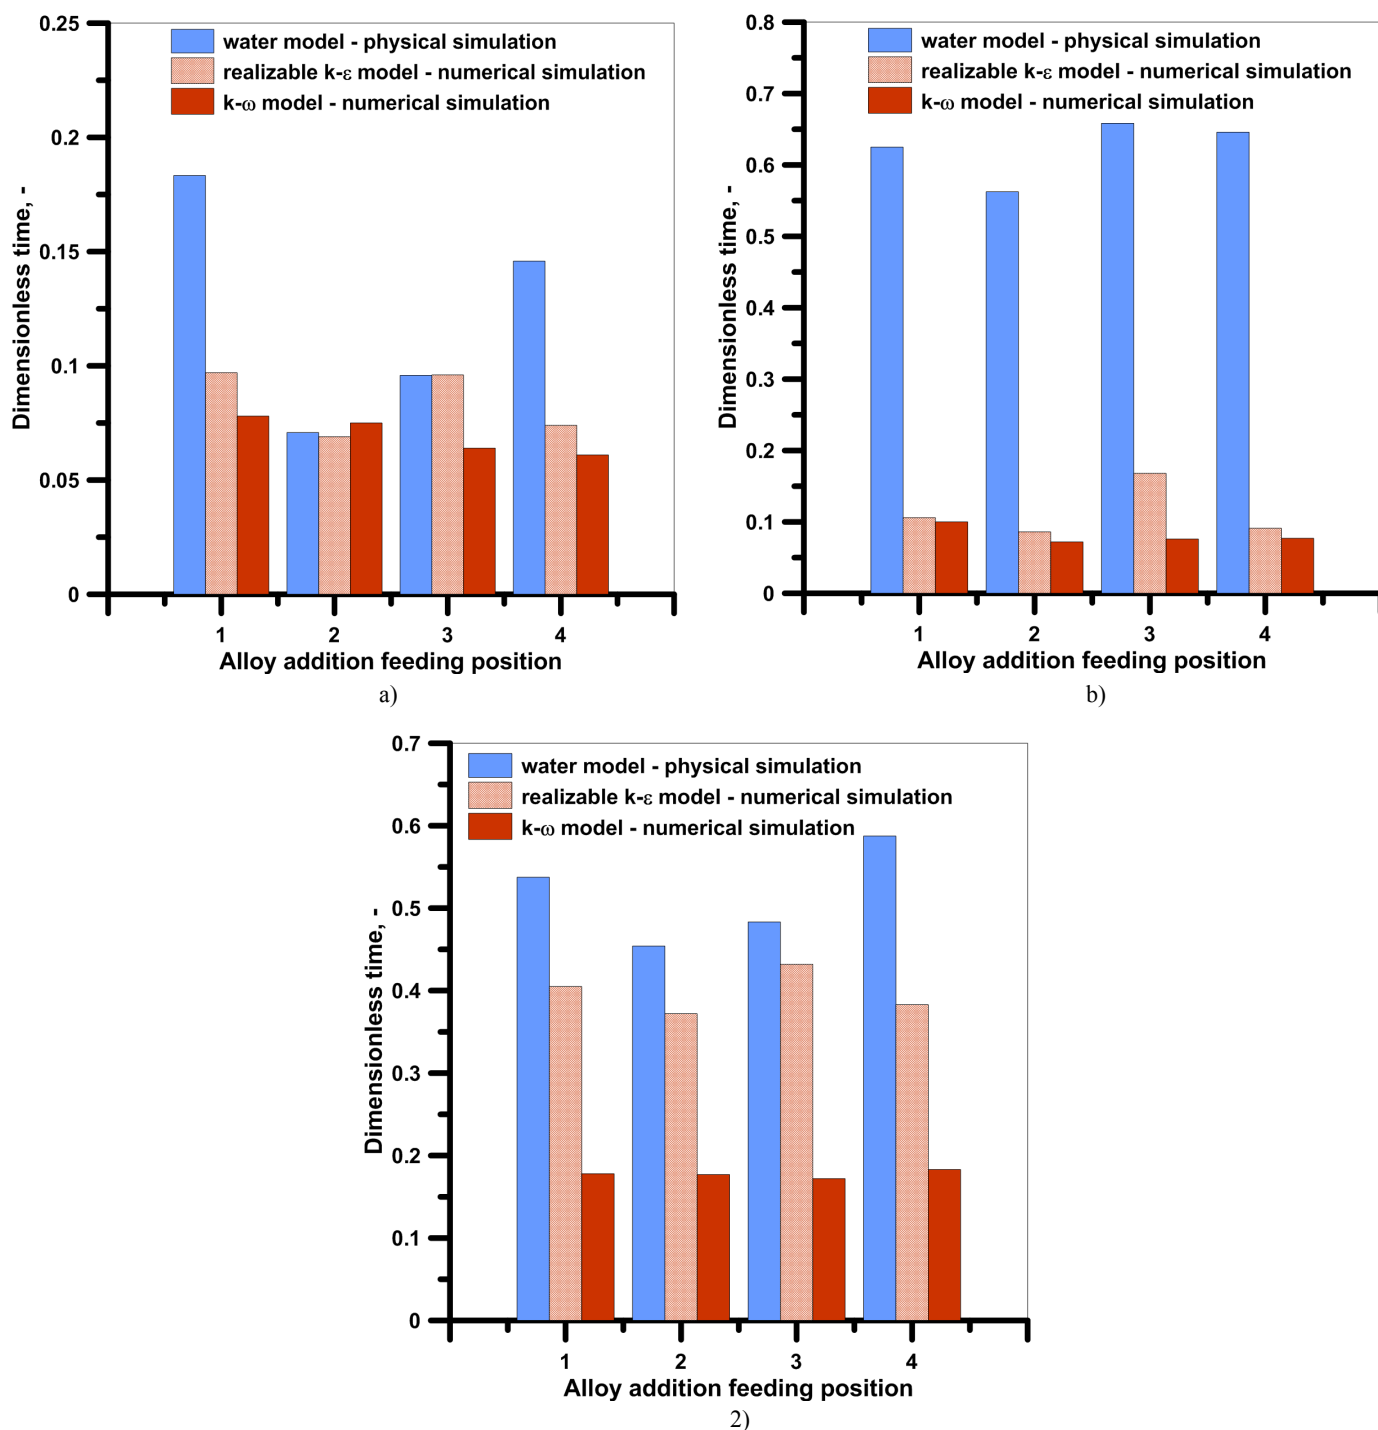 0.25
0.2
0.15
0.1
0.05
0
Dimensionless time, -
water model - physical simulation
realizable k-ε model - numerical simulation
k-ω model - numerical simulation
1 2 3 4
Alloy addition feeding position
a)
0.8
0.7
0.6
0.5
0.4
0.3
0.2
0.1
0
Dimensionless time, -
water model - physical simulation
realizable k-ε model - numerical simulation
k-ω model - numerical simulation
1 2 3 4
Alloy addition feeding position
b)
0.7
0.6
0.5
0.4
0.3
0.2
0.1
0
Dimensionless time, -
water model - physical simulation
realizable k-ε model - numerical simulation
k-ω model - numerical simulation
1 2 3 4
Alloy addition feeding position
2)